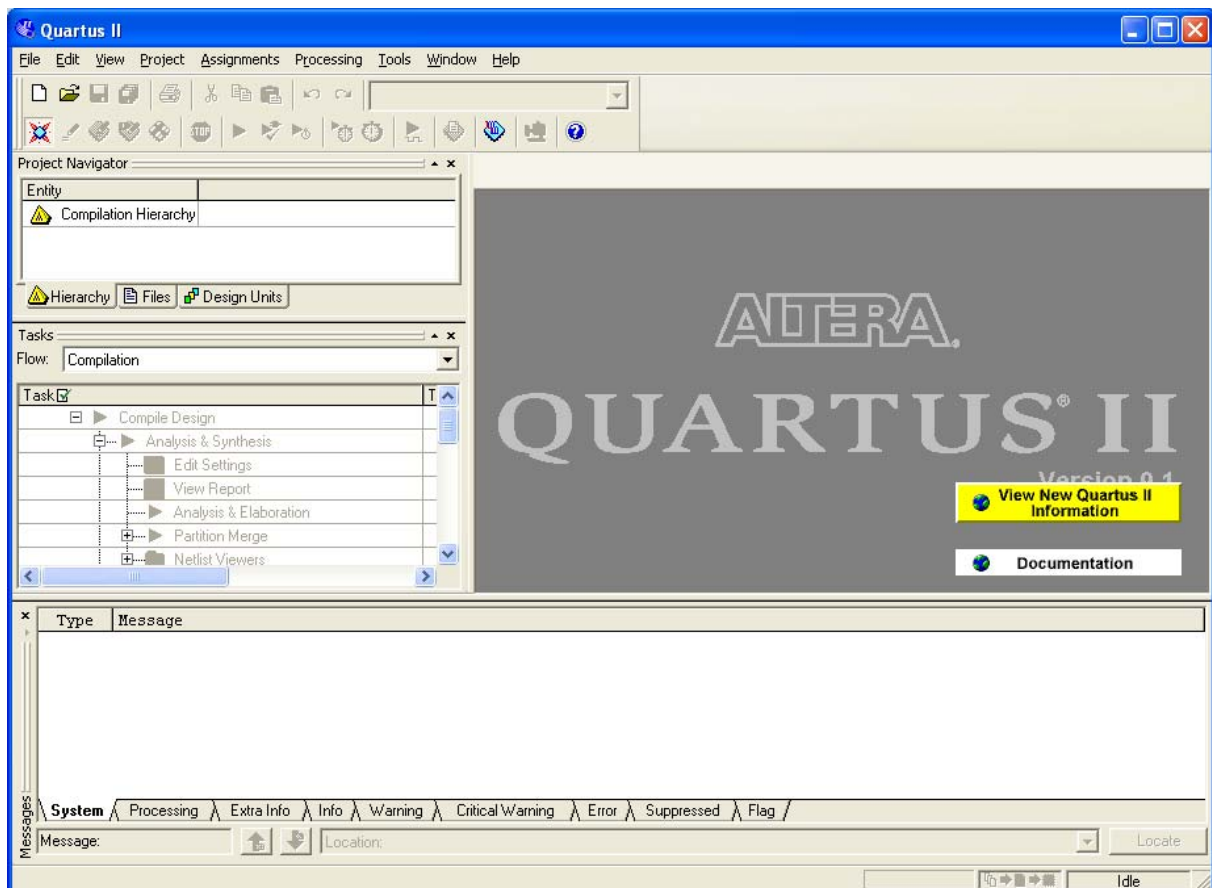 Quartus II
File Edit View Project Assignments Processing Tools Window Help
STOP
Project Navigator
Entity
Compilation Hierarchy
Hierarchy Files Design Units
Tasks
Flow: Compilation
Task T
Compile Design
Analysis & Synthesis
Edit Settings
View Report
Analysis & Elaboration
Partition Merge
Netlist Viewers
ALTERA®
QUARTUS® II
Version 9.1
View New Quartus II
Information
Documentation
Type Message
Messages
System Processing Extra Info Info Warning Critical Warning Error Suppressed Flag
Message: Location: Locate
Idle